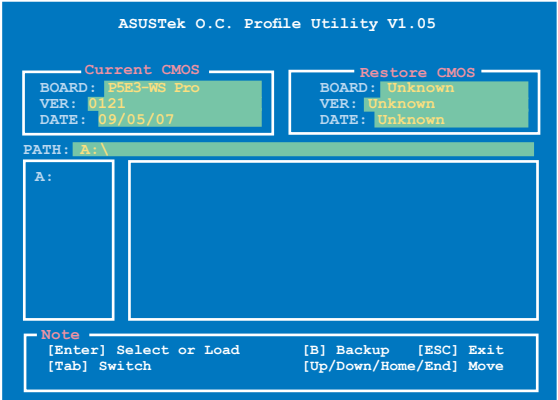 ASUSTek O.C. Profile Utility V1.05
Current CMOS
BOARD: P5E3-WS Pro
VER: 0121
DATE: 09/05/07
Restore CMOS
BOARD: Unknown
VER: Unknown
DATE: Unknown
PATH: A:\
A:
Note
[Enter] Select or Load [B] Backup [ESC] Exit
[Tab] Switch [Up/Down/Home/End] Move